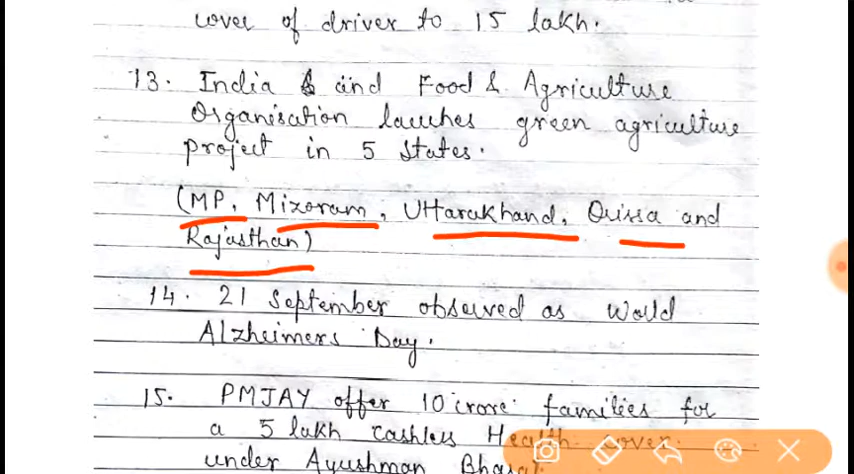 cover of driver to 15 lakh.
13. India & and Food & Agriculture
Organisation lauches green agriculture
project in 5 states.
(MP, Mizoram, Uttarakhand, Orissa and
Rajasthan)
14. 21 September observed as World
Alzheimers Day.
15. PMJAY offer 10 crore families for
a 5 lakh cashless Health cover
under Ayushman Bharat.